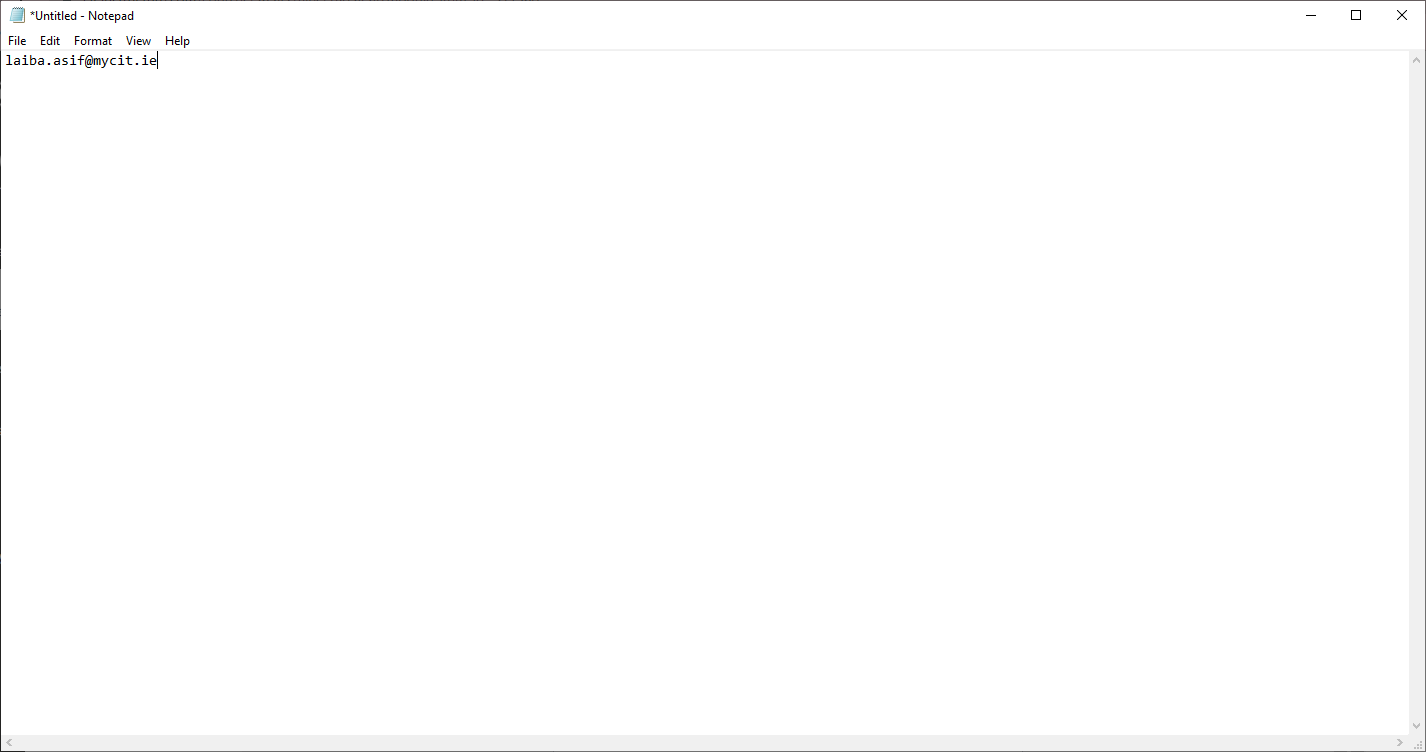 *Untitled - Notepad
File Edit Format View Help
laiba.asif@mycit.ie